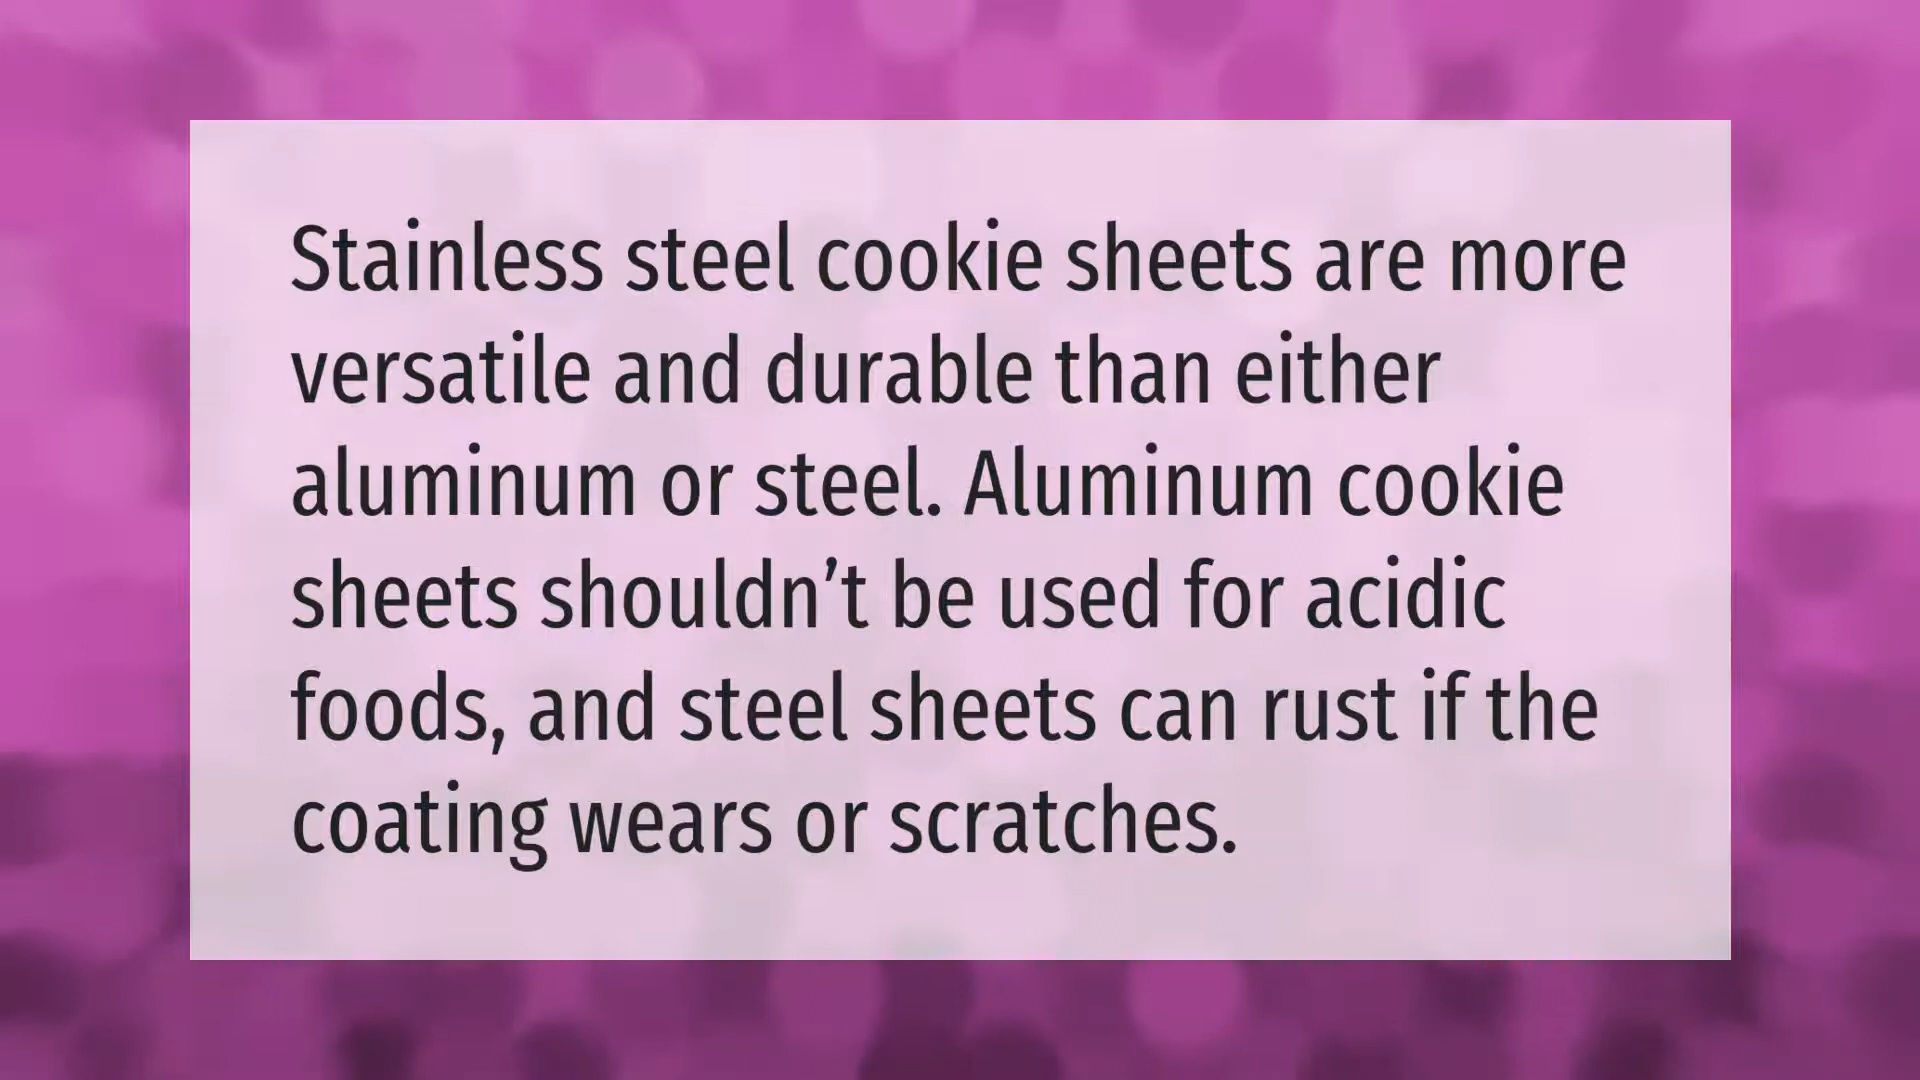 Stainless steel cookie sheets are more
versatile and durable than either
aluminum or steel. Aluminum cookie
sheets shouldn’t be used for acidic
foods, and steel sheets can rust if the
coating wears or scratches.